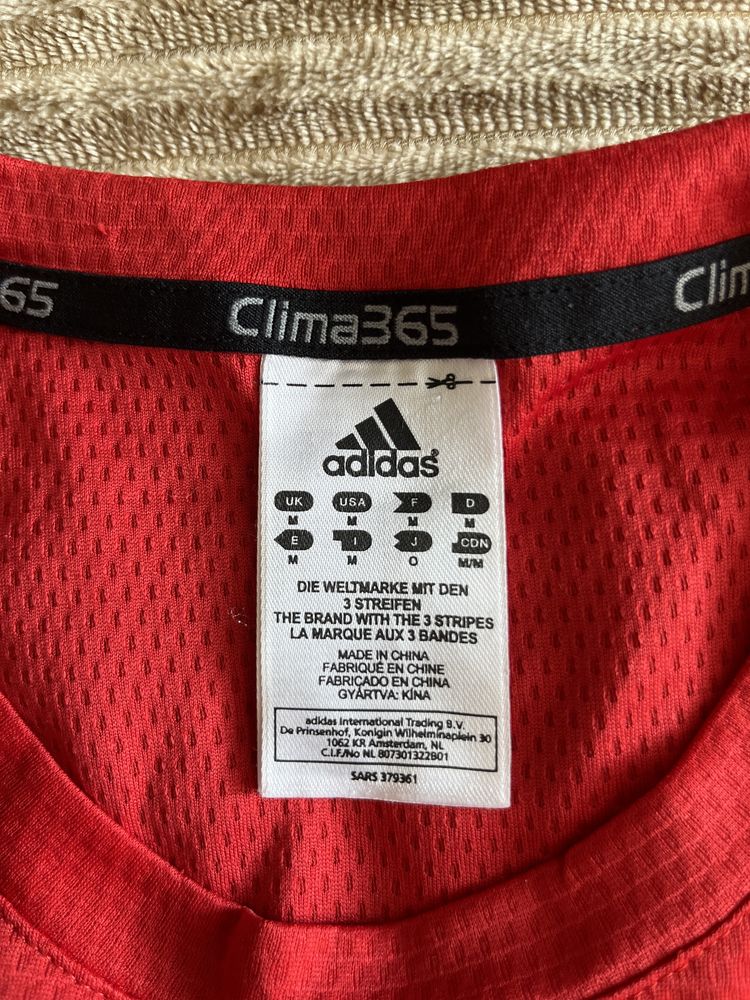 65 Clima365 Clim
adidas
UK USA F D
M M M M
E I J CDN
M M O M/M
DIE WELTMARKE MIT DEN
3 STREIFEN
THE BRAND WITH THE 3 STRIPES
LA MARQUE AUX 3 BANDES
MADE IN CHINA
FABRIQUÉ EN CHINE
FABRICADO EN CHINA
GYÁRTVA: KÍNA
adidas International Trading B.V.
De Prinsenhof, Konigin Wilhelminaplein 30
1062 KR Amsterdam, NL
C.I.F./No NL 807301322B01
SARS 379361